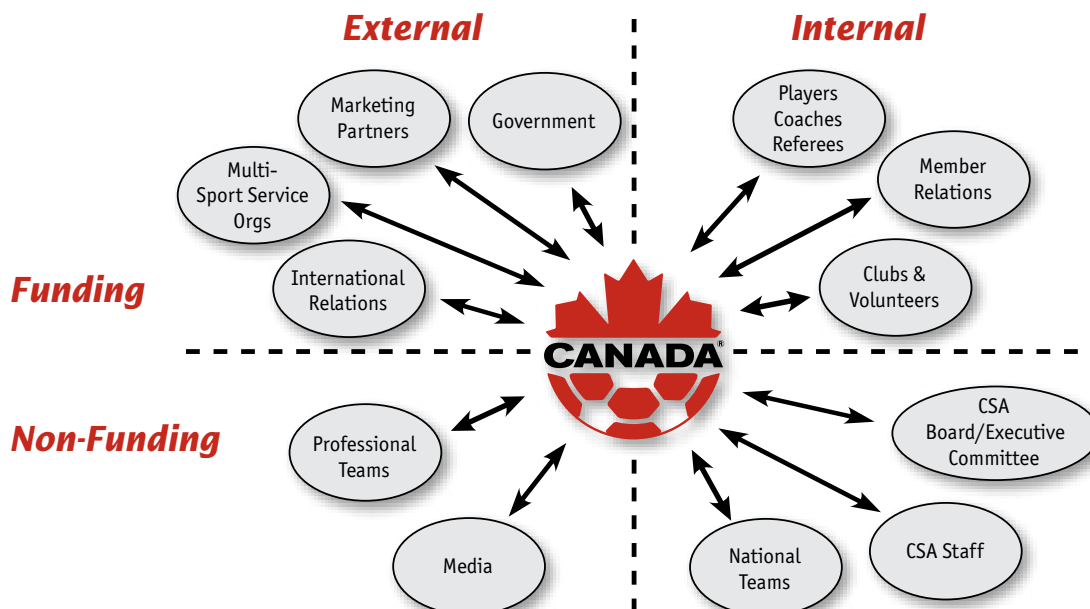 External
Internal
Marketing
Partners
Government
Players
Coaches
Referees
Multi-
Sport Service
Orgs
Member
Relations
International
Relations
Clubs &
Volunteers
Funding
CANADA®
Non-Funding
Professional
Teams
CSA
Board/Executive
Committee
Media
National
Teams
CSA Staff